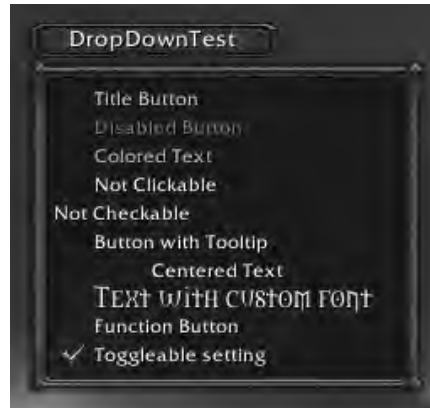 DropDownTest
Title Button
Disabled Button
Colored Text
Not Clickable
Not Checkable
Button with Tooltip
Centered Text
Text with custom font
Function Button
Toggleable setting